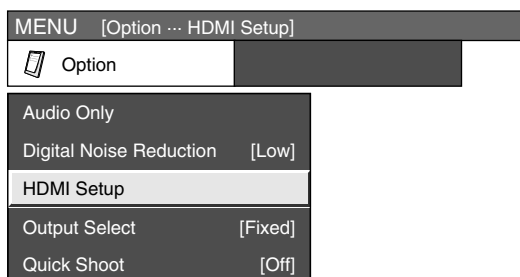 MENU [Option ··· HDMI Setup]
Option
Audio Only
Digital Noise Reduction [Low]
HDMI Setup
Output Select [Fixed]
Quick Shoot [Off]